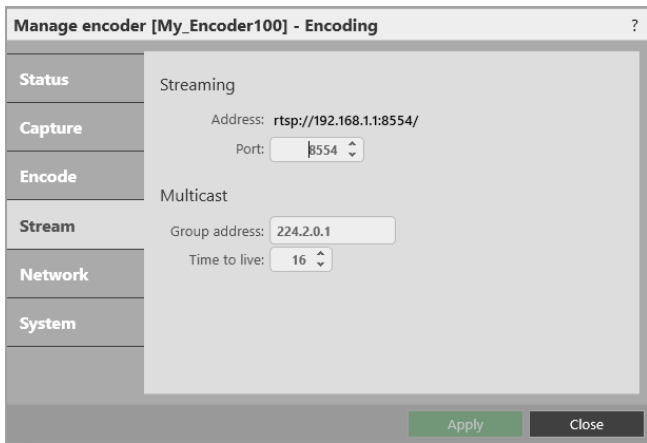 Manage encoder [My_Encoder100] - Encoding ?
Status
Capture
Encode
Stream
Network
System
Streaming
Address: rtsp://192.168.1.1:8554/
Port: 8554
Multicast
Group address: 224.2.0.1
Time to live: 16
Apply Close